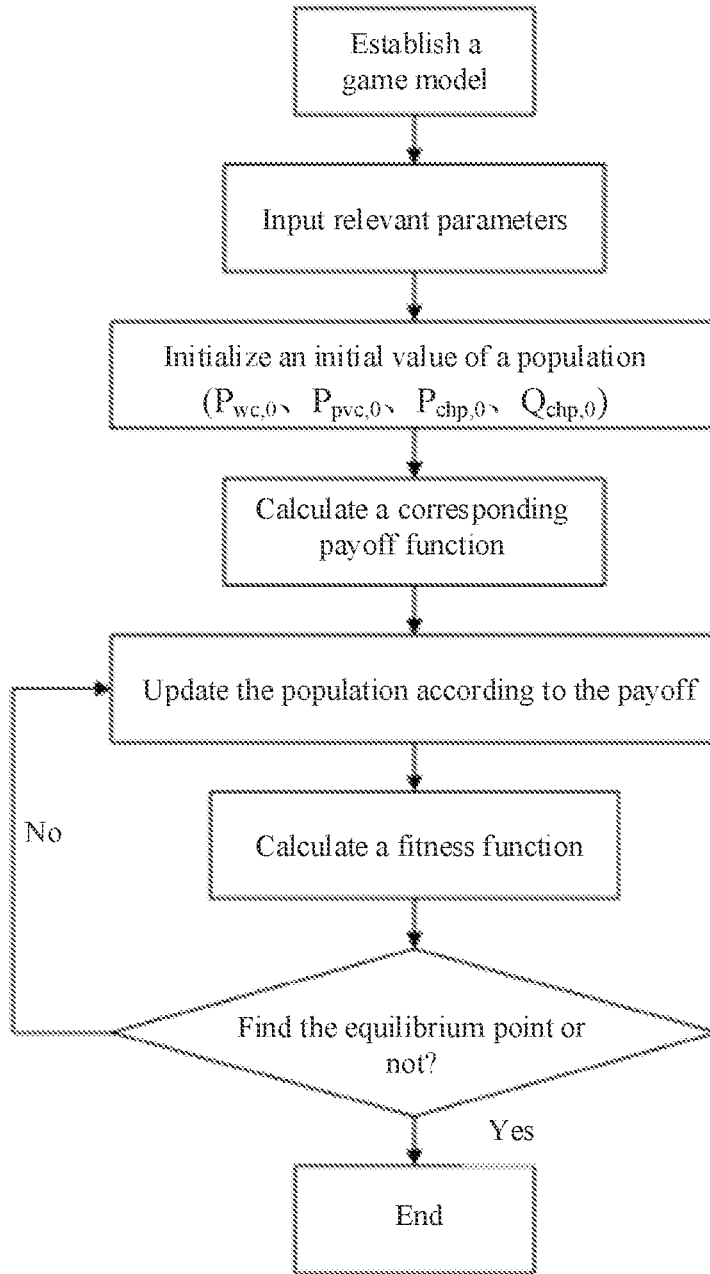 Establish a
game model
Input relevant parameters
Initialize an initial value of a population
(P_wc,0、P_pvc,0、P_chp,0、Q_chp,0)
Calculate a corresponding
payoff function
Update the population according to the payoff
Calculate a fitness function
No
Find the equilibrium point or
not?
Yes
End